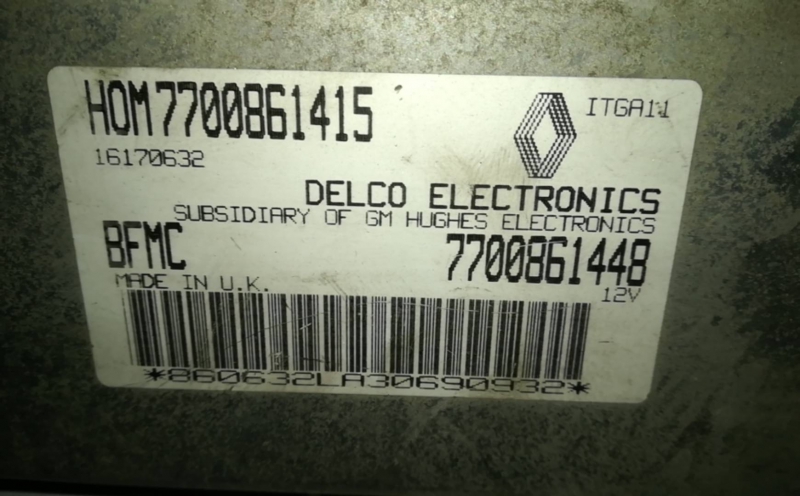 HOM7700861415
ITGA11
16170632
DELCO ELECTRONICS
SUBSIDIARY OF GM HUGHES ELECTRONICS
BFMC 7700861448
MADE IN U.K. 12V
*860632LA30690932*